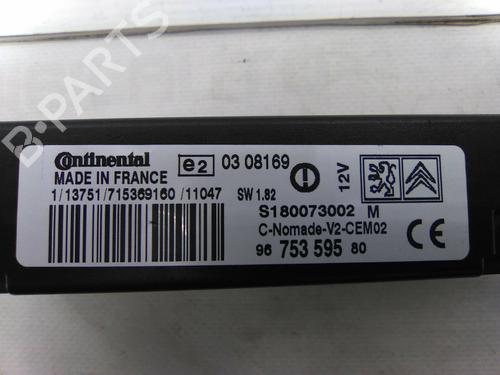 Continental e2 03 08169
MADE IN FRANCE 12V
1/13751/715369160 /11047 SW 1.82
S180073002 M
C-Nomade-V2-CEM02
96 753 595 80
CE
B-PARTS